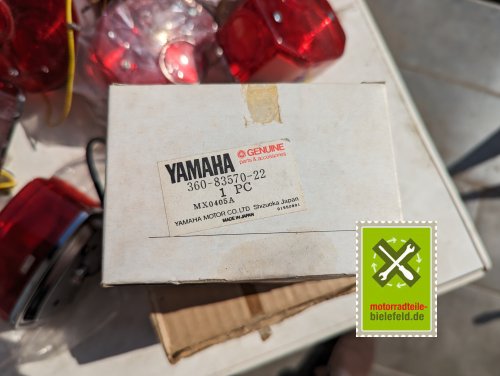 GENUINE
parts & accessories
YAMAHA
360-83570-22
1 PC
MX0405A
YAMAHA MOTOR CO.,LTD Shizuoka Japan
MADE IN JAPAN
motorradteile-
bielefeld.de